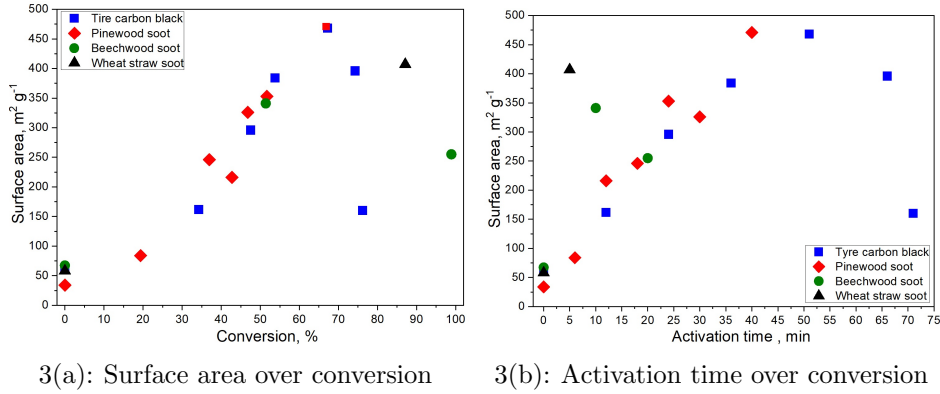 500
450
400
350
300
250
200
150
100
50
0
Surface area, m² g⁻¹
Tire carbon black
Pinewood soot
Beechwood soot
Wheat straw soot
0 10 20 30 40 50 60 70 80 90 100
Conversion, %
3(a): Surface area over conversion
500
450
400
350
300
250
200
150
100
50
0
Surface area, m² g⁻¹
Tyre carbon black
Pinewood soot
Beechwood soot
Wheat straw soot
0 5 10 15 20 25 30 35 40 45 50 55 60 65 70 75
Activation time , min
3(b): Activation time over conversion